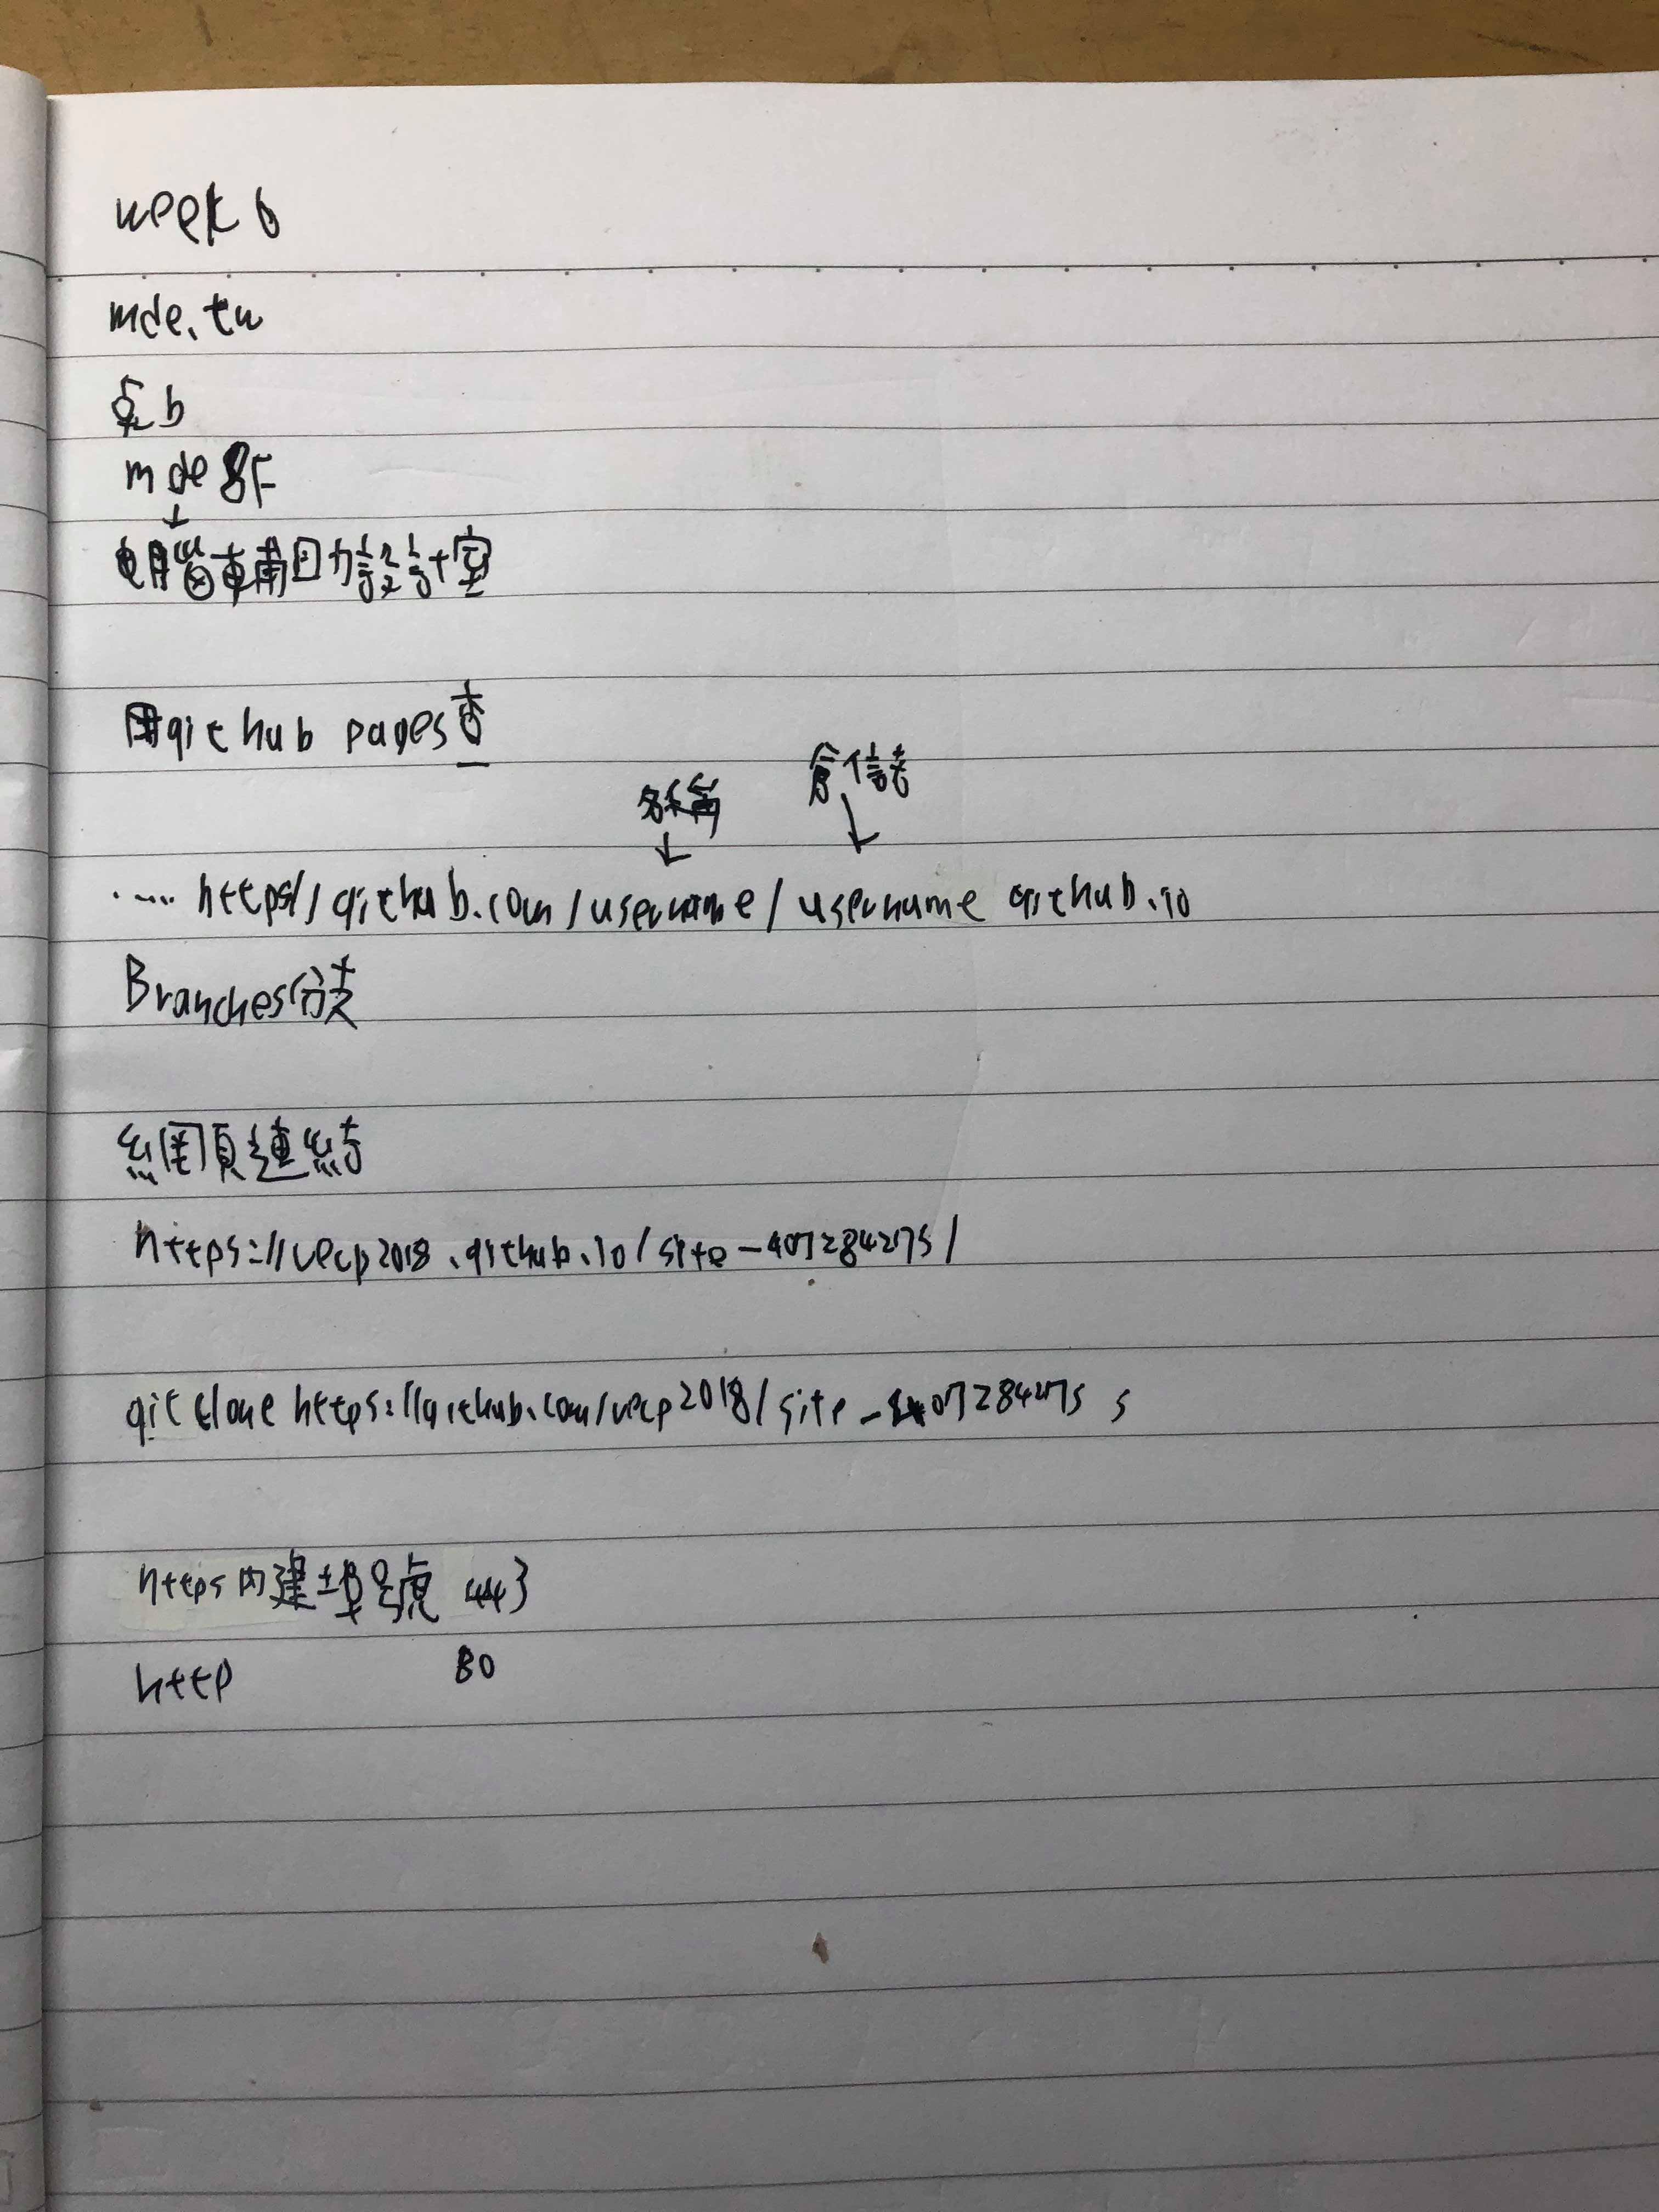 week 6
mde.tw
b
mde 8F
↓
電腦輔助設計室
用github pages查
名稱 倉儲
↓ ↓
..... https//github.com/username/username github.io
Branches分支
網頁連結
https://vecp2018.github.io/site-40728427s/
git clone https://github.com/vecp2018/site-40728427s s
https內建埠號 443
http 80